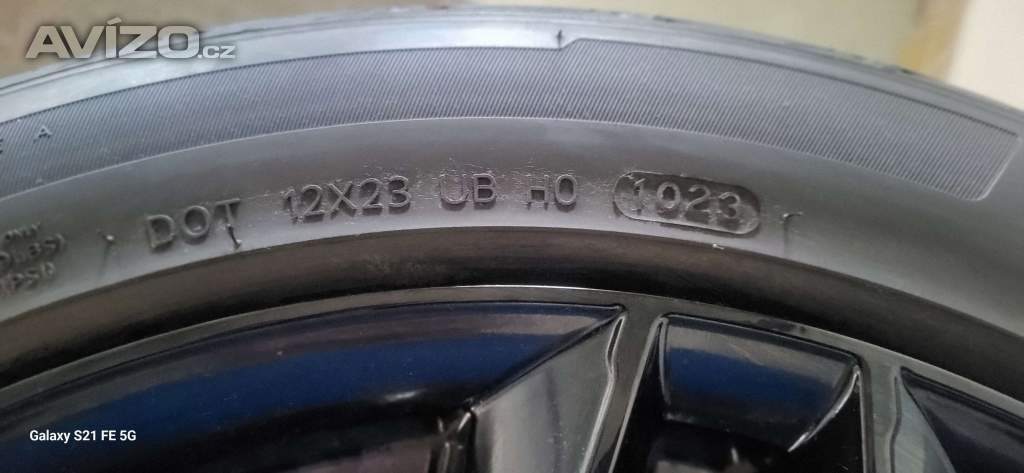 AVÍZO.cz
E A
DOT 12X23 UB H0 1023
Galaxy S21 FE 5G